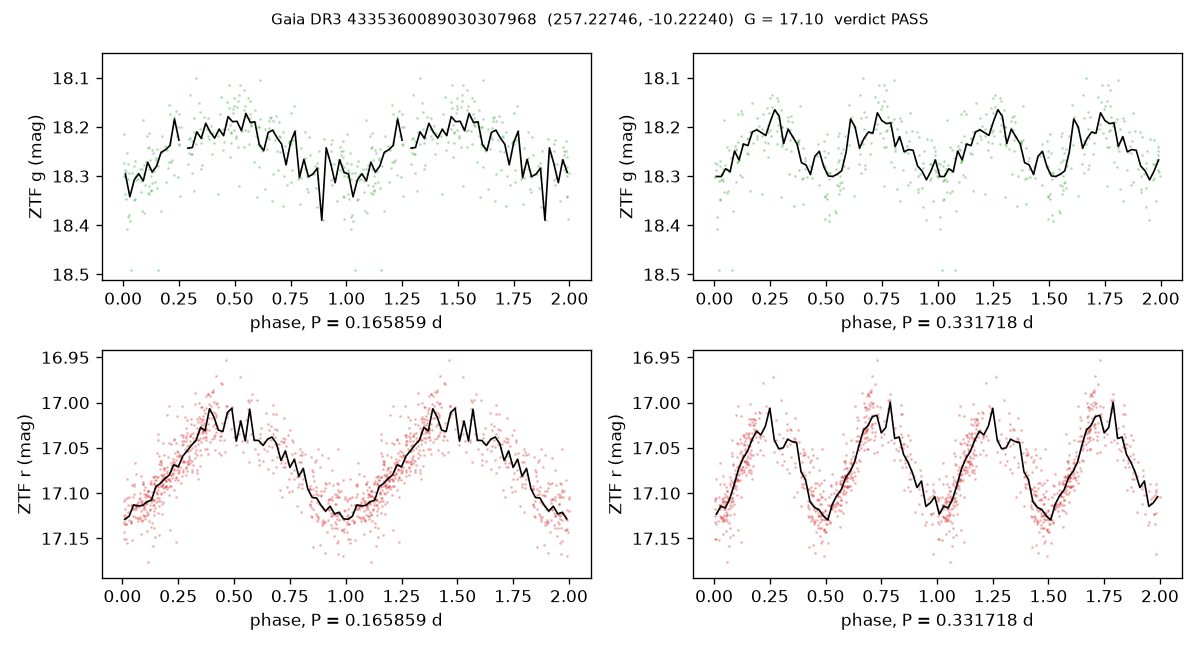 Gaia DR3 4335360089030307968 (257.22746, -10.22240) G = 17.10 verdict PASS
ZTF g (mag)
18.1
18.2
18.3
18.4
18.5
0.00 0.25 0.50 0.75 1.00 1.25 1.50 1.75 2.00
phase, P = 0.165859 d
ZTF g (mag)
18.1
18.2
18.3
18.4
18.5
0.00 0.25 0.50 0.75 1.00 1.25 1.50 1.75 2.00
phase, P = 0.331718 d
ZTF r (mag)
16.95
17.00
17.05
17.10
17.15
0.00 0.25 0.50 0.75 1.00 1.25 1.50 1.75 2.00
phase, P = 0.165859 d
ZTF r (mag)
16.95
17.00
17.05
17.10
17.15
0.00 0.25 0.50 0.75 1.00 1.25 1.50 1.75 2.00
phase, P = 0.331718 d